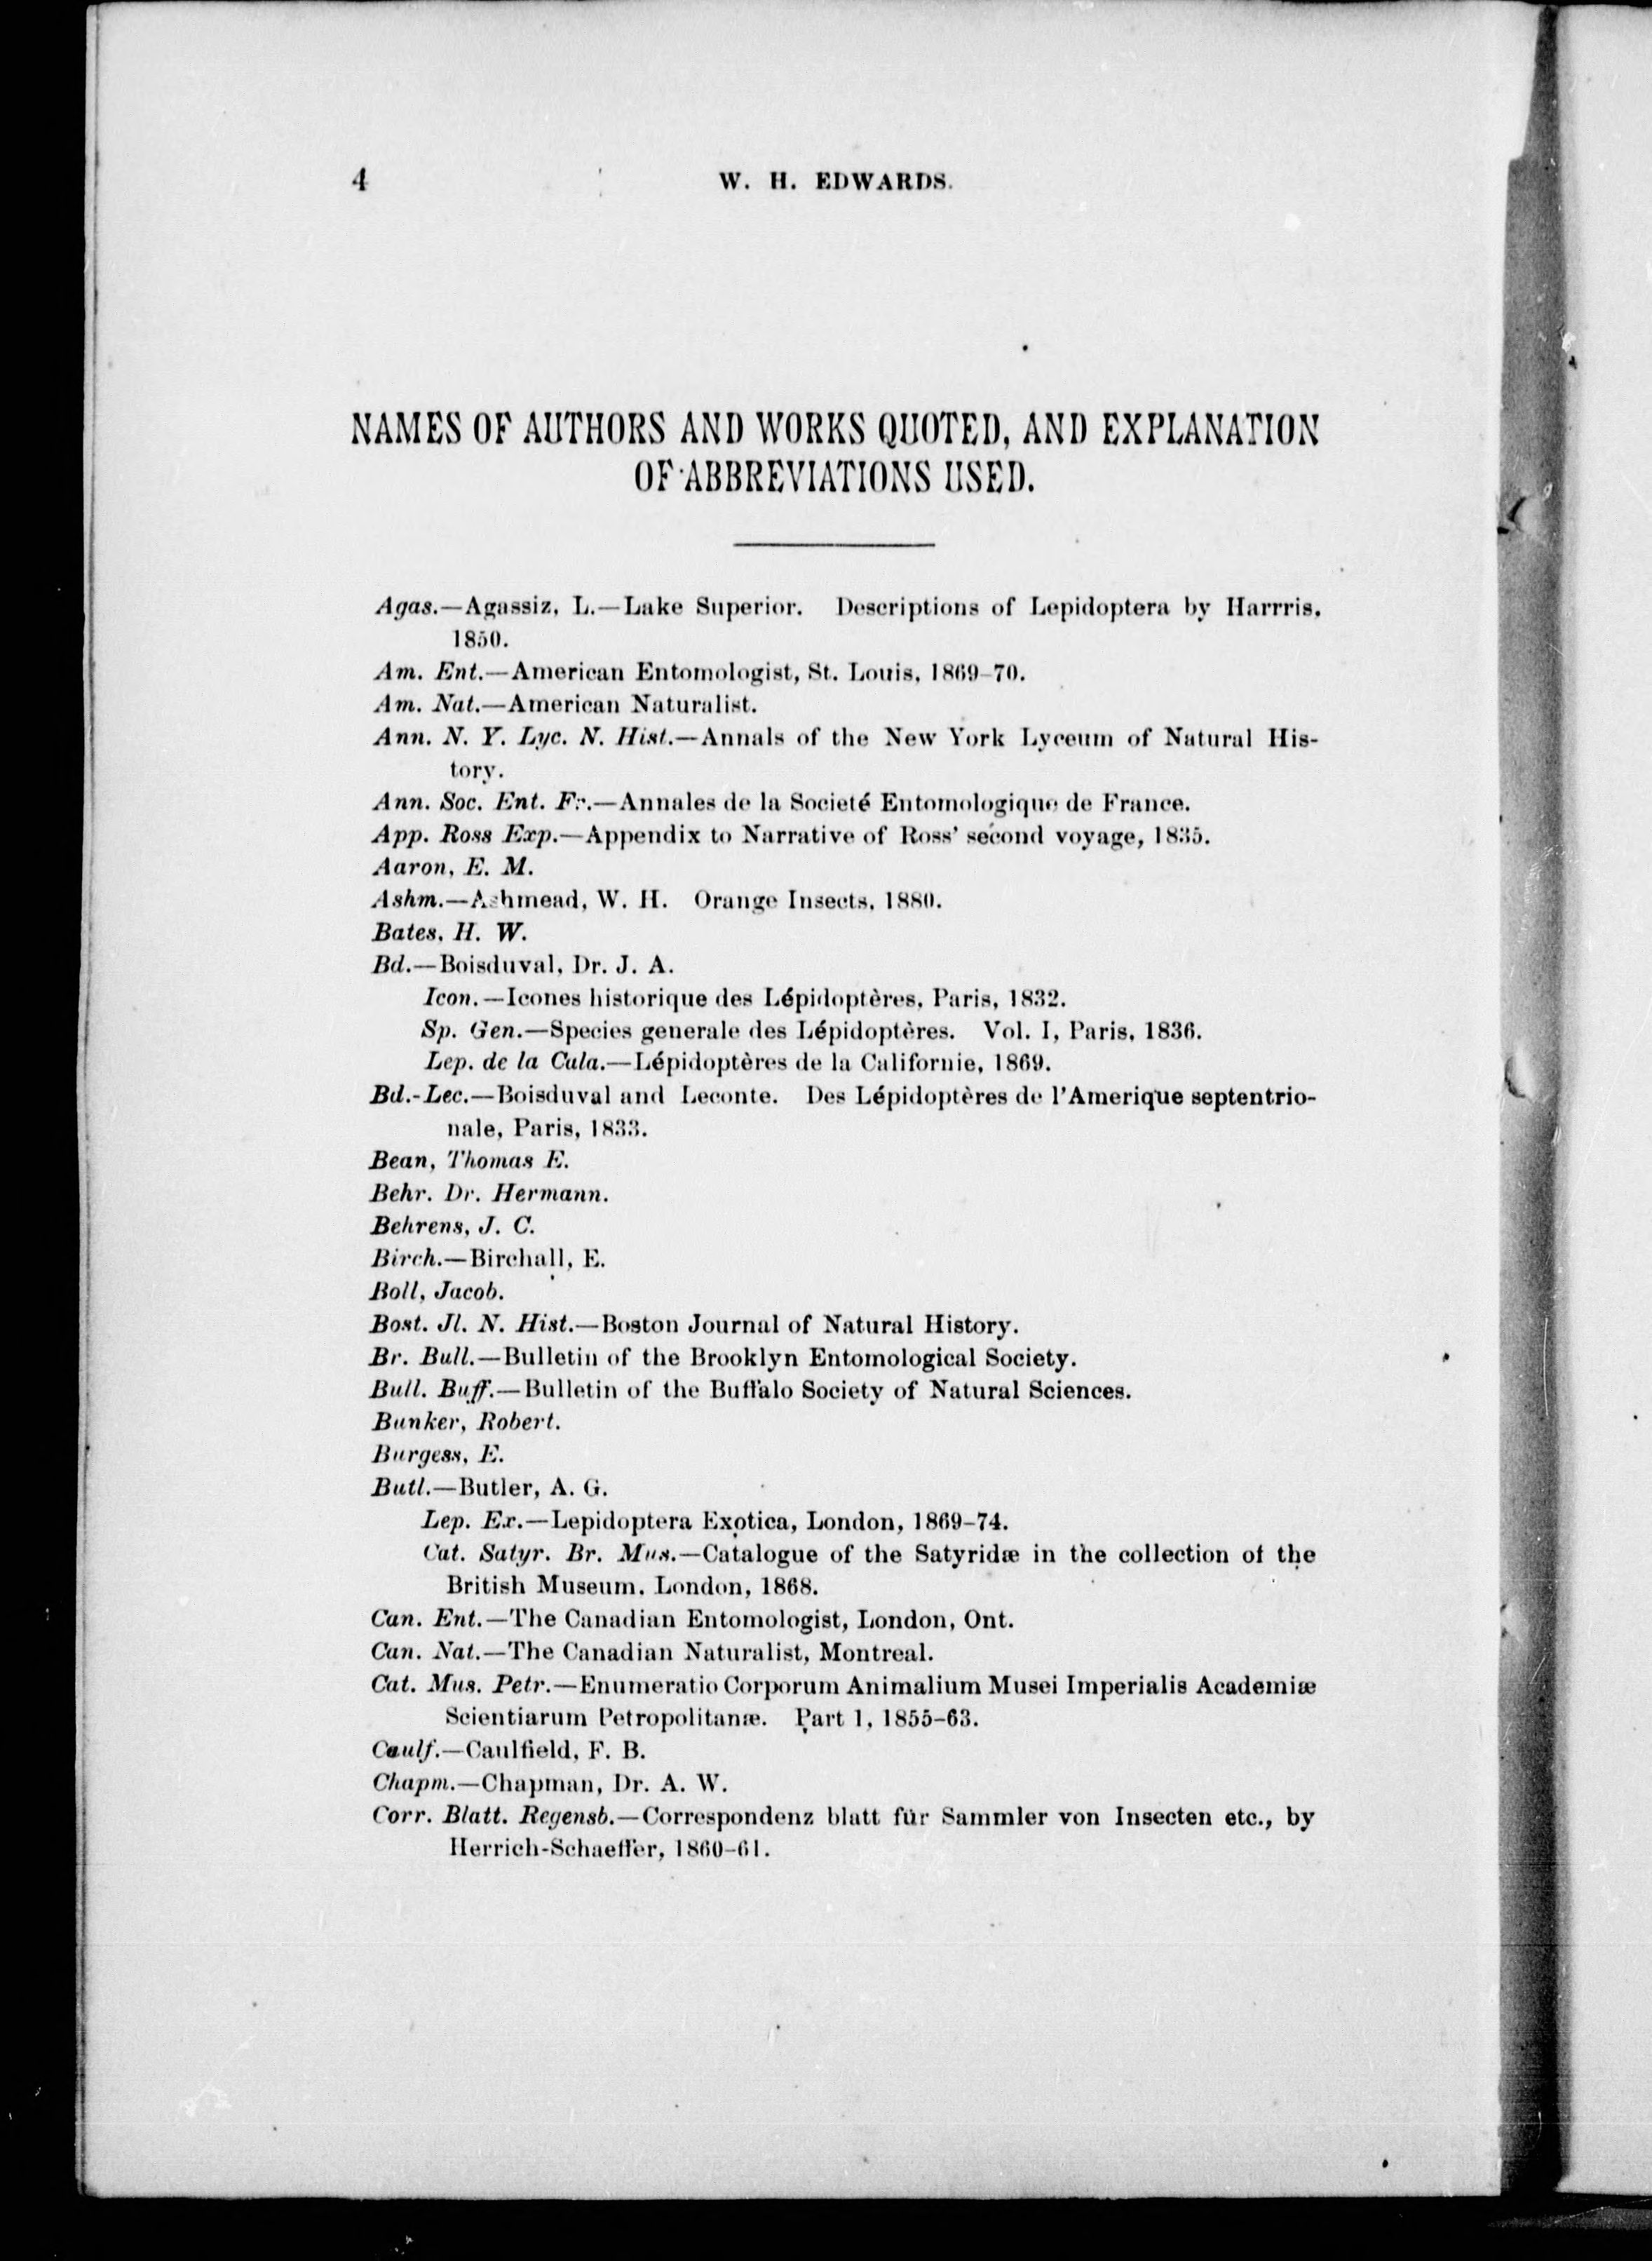 4 W. H. EDWARDS.
NAMES OF AUTHORS AND WORKS QUOTED, AND EXPLANATION
OF ABBREVIATIONS USED.
Agas.—Agassiz, L.—Lake Superior. Descriptions of Lepidoptera by Harrris,
1850.
Am. Ent.—American Entomologist, St. Louis, 1869-70.
Am. Nat.—American Naturalist.
Ann. N. Y. Lyc. N. Hist.—Annals of the New York Lyceum of Natural His-
tory.
Ann. Soc. Ent. Fr.—Annales de la Societé Entomologique de France.
App. Ross Exp.—Appendix to Narrative of Ross' second voyage, 1835.
Aaron, E. M.
Ashm.—Ashmead, W. H. Orange Insects, 1880.
Bates, H. W.
Bd.—Boisduval, Dr. J. A.
Icon.—Icones historique des Lépidoptères, Paris, 1832.
Sp. Gen.—Species generale des Lépidoptères. Vol. I, Paris, 1836.
Lep. de la Cala.—Lépidoptères de la Californie, 1869.
Bd.-Lec.—Boisduval and Leconte. Des Lépidoptères de l'Amerique septentrio-
nale, Paris, 1833.
Bean, Thomas E.
Behr. Dr. Hermann.
Behrens, J. C.
Birch.—Birchall, E.
Boll, Jacob.
Bost. Jl. N. Hist.—Boston Journal of Natural History.
Br. Bull.—Bulletin of the Brooklyn Entomological Society.
Bull. Buff.—Bulletin of the Buffalo Society of Natural Sciences.
Bunker, Robert.
Burgess, E.
Butl.—Butler, A. G.
Lep. Ex.—Lepidoptera Exotica, London, 1869-74.
Cat. Satyr. Br. Mus.—Catalogue of the Satyridæ in the collection of the
British Museum, London, 1868.
Can. Ent.—The Canadian Entomologist, London, Ont.
Can. Nat.—The Canadian Naturalist, Montreal.
Cat. Mus. Petr.—Enumeratio Corporum Animalium Musei Imperialis Academiæ
Scientiarum Petropolitanæ. Part 1, 1855-63.
Caulf.—Caulfield, F. B.
Chapm.—Chapman, Dr. A. W.
Corr. Blatt. Regensb.—Correspondenz blatt für Sammler von Insecten etc., by
Herrich-Schaeffer, 1860-61.